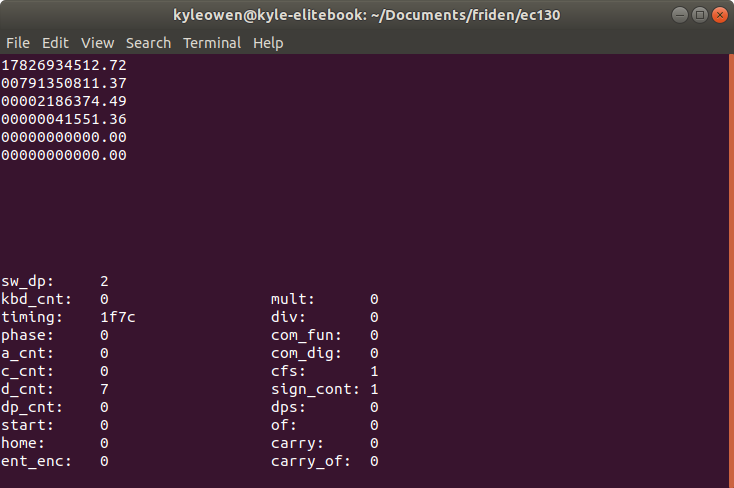 kyleowen@kyle-elitebook: ~/Documents/friden/ec130
File Edit View Search Terminal Help
17826934512.72
00791350811.37
00002186374.49
00000041551.36
00000000000.00
00000000000.00
sw_dp: 2
kbd_cnt: 0 mult: 0
timing: 1f7c div: 0
phase: 0 com_fun: 0
a_cnt: 0 com_dig: 0
c_cnt: 0 cfs: 1
d_cnt: 7 sign_cont: 1
dp_cnt: 0 dps: 0
start: 0 of: 0
home: 0 carry: 0
ent_enc: 0 carry_of: 0